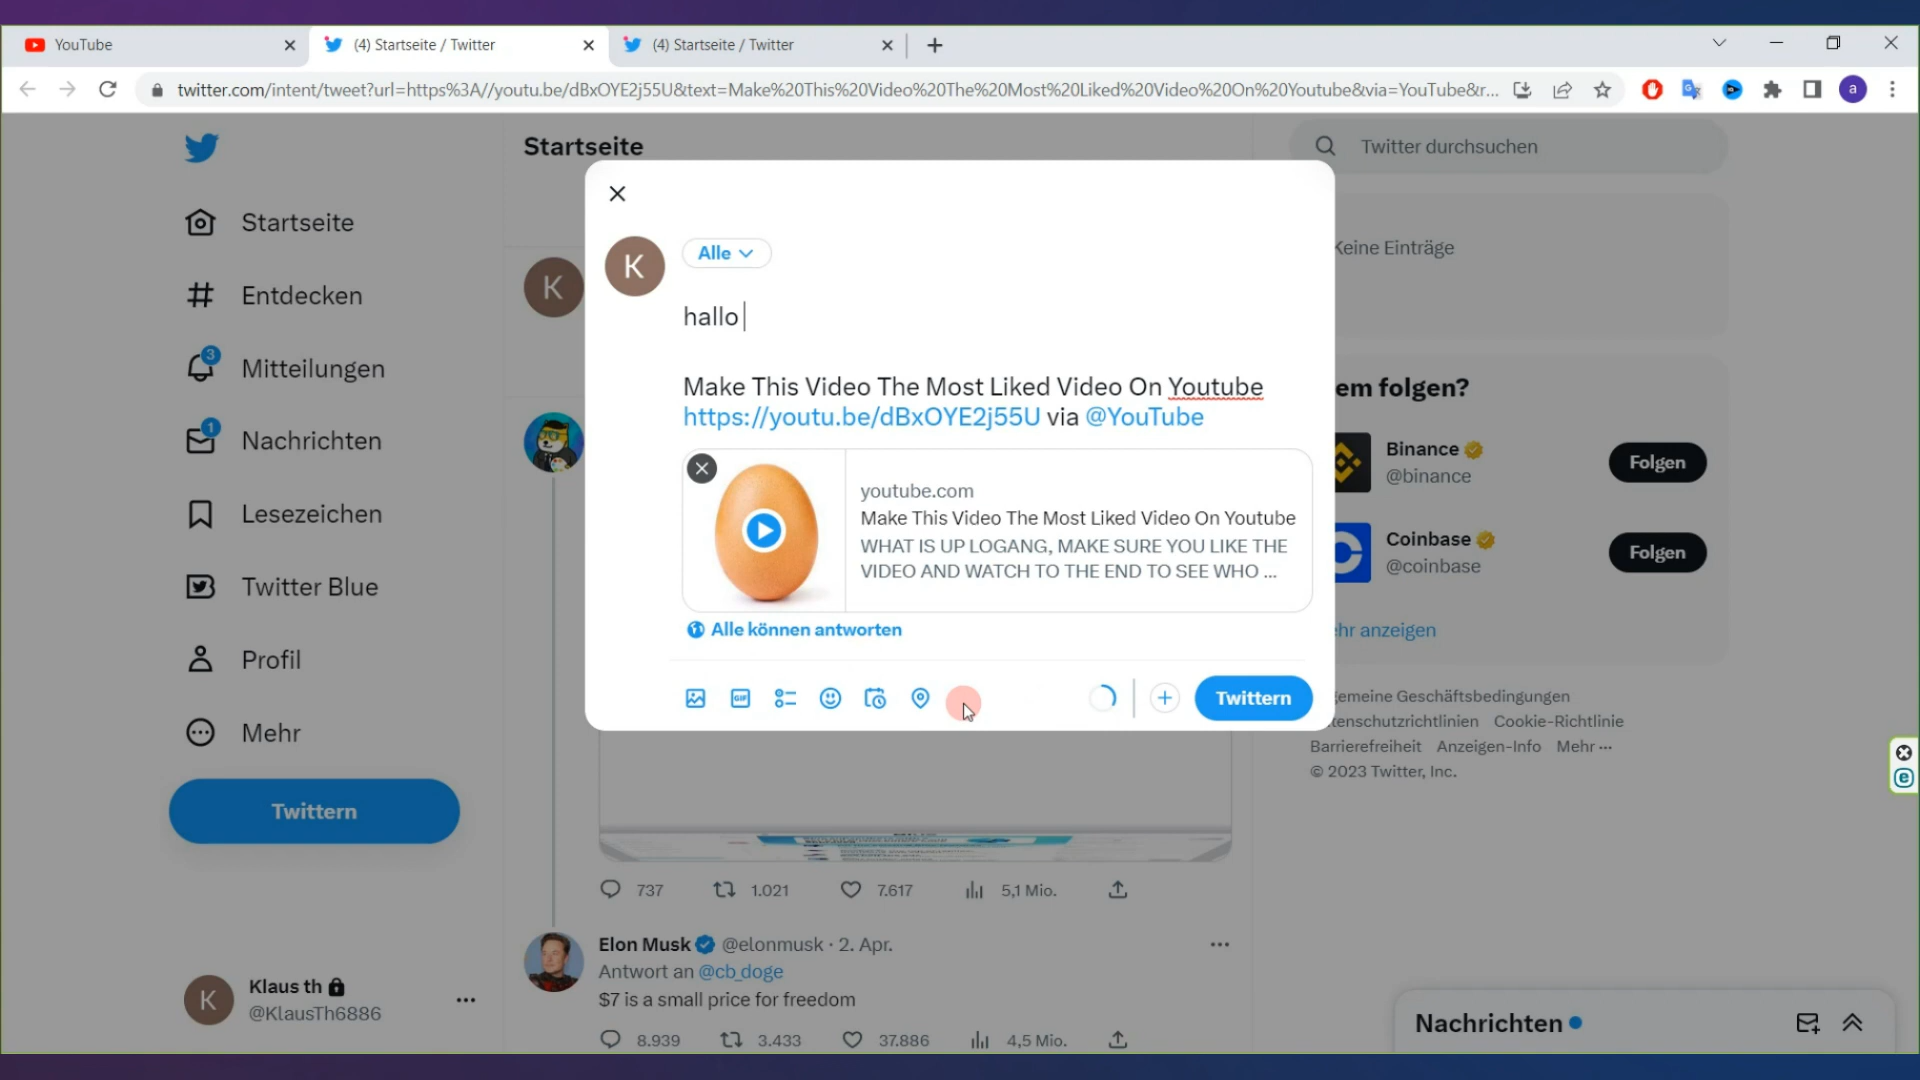 YouTube
(4) Startseite / Twitter
(4) Startseite / Twitter
twitter.com/intent/tweet?url=https%3A//youtu.be/dBxOYE2j55U&text=Make%20This%20Video%20The%20Most%20Liked%20Video%20On%20Youtube&via=YouTube&r...
a
Startseite
Entdecken
3
Mitteilungen
1
Nachrichten
Lesezeichen
Twitter Blue
Profil
Mehr
Twittern
Klaus th
K
@KlausTh6886
Startseite
K
K
Alle
hallo
Make This Video The Most Liked Video On Youtube
https://youtu.be/dBxOYE2j55U via @YouTube
youtube.com
Make This Video The Most Liked Video On Youtube
WHAT IS UP LOGANG, MAKE SURE YOU LIKE THE
VIDEO AND WATCH TO THE END TO SEE WHO ...
Alle können antworten
GIF
Twittern
737 1.021 7.617 5,1 Mio.
Elon Musk @elonmusk · 2. Apr.
Antwort an @cb_doge
$7 is a small price for freedom
8.939 3.433 37.886 4,5 Mio.
Twitter durchsuchen
Keine Einträge
em folgen?
Binance
@binance
Folgen
Coinbase
@coinbase
Folgen
hr anzeigen
gemeine Geschäftsbedingungen
tenschutzrichtlinien Cookie-Richtlinie
Barrierefreiheit Anzeigen-Info Mehr ···
© 2023 Twitter, Inc.
Nachrichten